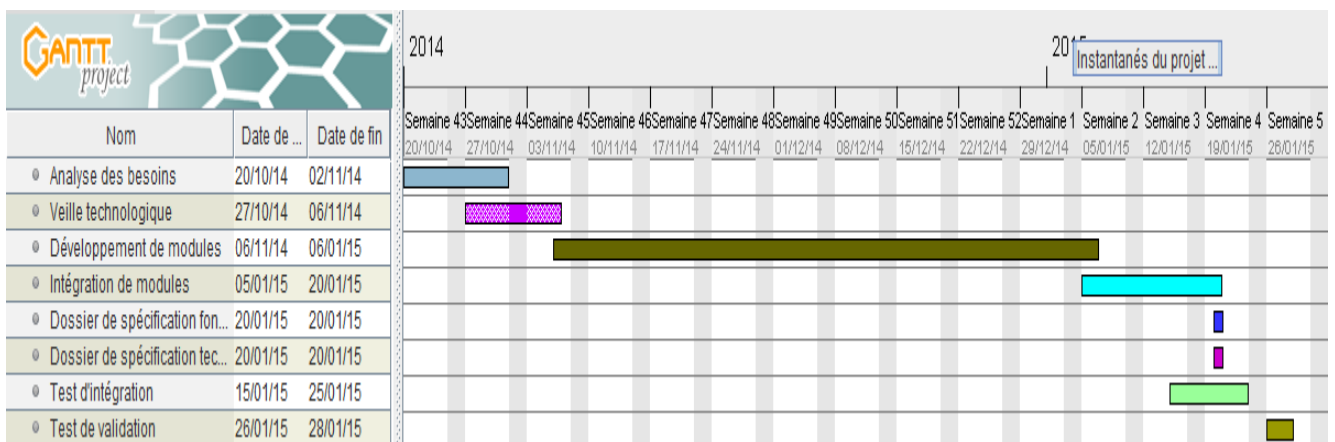 GANTT
project
2014
20
Instantanés du projet ...
Semaine 43 Semaine 44 Semaine 45 Semaine 46 Semaine 47 Semaine 48 Semaine 49 Semaine 50 Semaine 51 Semaine 52 Semaine 1 Semaine 2 Semaine 3 Semaine 4 Semaine 5
20/10/14 27/10/14 03/11/14 10/11/14 17/11/14 24/11/14 01/12/14 08/12/14 15/12/14 22/12/14 29/12/14 05/01/15 12/01/15 19/01/15 26/01/15
Nom Date de ... Date de fin
Analyse des besoins 20/10/14 02/11/14
Veille technologique 27/10/14 06/11/14
Développement de modules 06/11/14 06/01/15
Intégration de modules 05/01/15 20/01/15
Dossier de spécification fon... 20/01/15 20/01/15
Dossier de spécification tec... 20/01/15 20/01/15
Test d'intégration 15/01/15 25/01/15
Test de validation 26/01/15 28/01/15